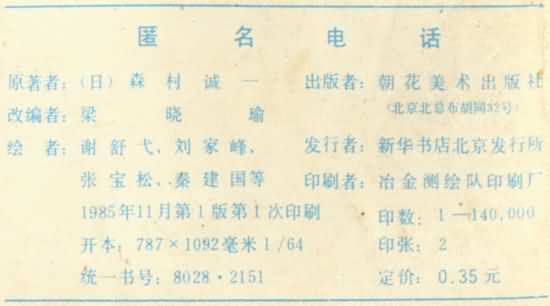 匿名电话
原著者：（日）森村诚一
改编者：梁晓瑜
绘者：谢舒弋、刘家峰、
张宝松、秦建国等
1985年11月第1版第1次印刷
开本：787×1092毫米1/64
统一书号：8028·2151
出版者：朝花美术出版社
（北京北总布胡同32号）
发行者：新华书店北京发行所
印刷者：冶金测绘队印刷厂
印数：1—140,000
印张：2
定价：0.35元